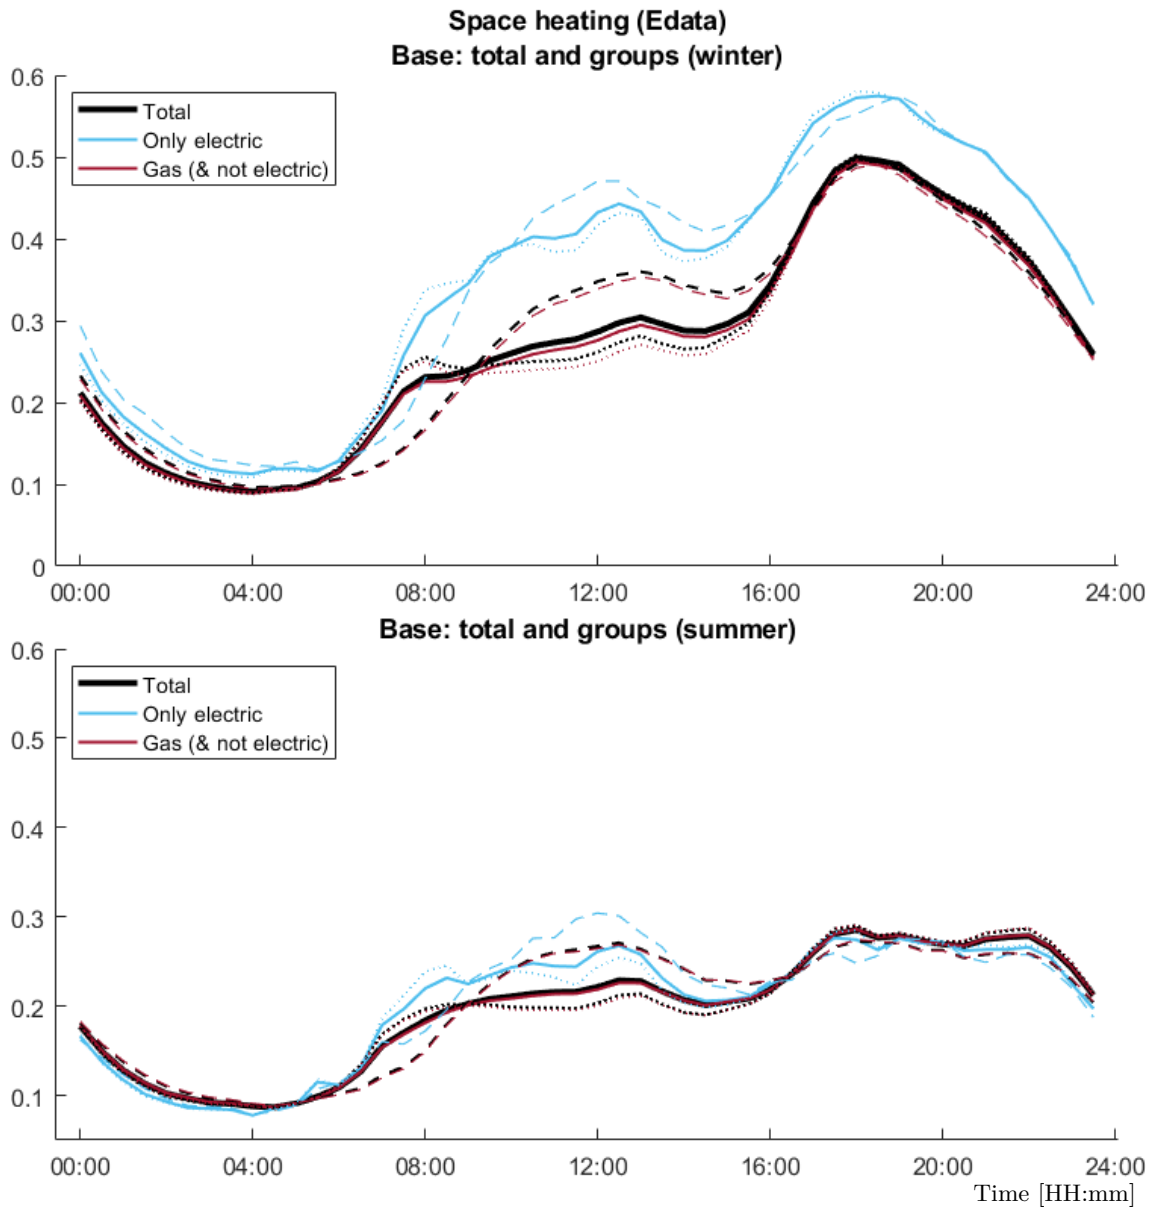 Space heating (Edata)
Base: total and groups (winter)
0.6
0.5
0.4
0.3
0.2
0.1
0
Total
Only electric
Gas (& not electric)
00:00 04:00 08:00 12:00 16:00 20:00 24:00
Base: total and groups (summer)
0.6
0.5
0.4
0.3
0.2
0.1
Total
Only electric
Gas (& not electric)
00:00 04:00 08:00 12:00 16:00 20:00 24:00
Time [HH:mm]